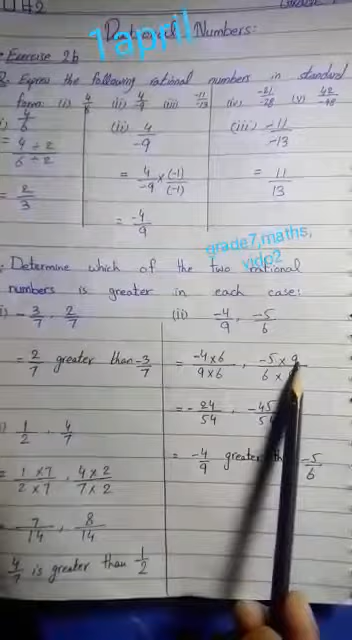 Rational Numbers:
1april
Exercise 2b
Q: Express the following rational numbers in standard
form: (i) 4/6 (ii) 4/-9 (iii) -11/-13 (iv) -21/-28 (v) 42/-48
i) 4/6
= 4÷2/6÷2
= 2/3
(ii) 4/-9
= 4/-9 × (-1)/(-1)
= -4/9
(iii) -11/-13
= 11/13
grade7,maths,
vidp2
: Determine which of the two rational
numbers is greater in each case:
i) -3/7, 2/7
= 2/7 greater than -3/7
) 1/2, 4/7
= 1×7/2×7, 4×2/7×2
= 7/14, 8/14
4/7 is greater than 1/2
(ii) -4/9, -5/6
= -4×6/9×6, -5×9/6×
= -24/54, -45/54
= -4/9 greater -5/6